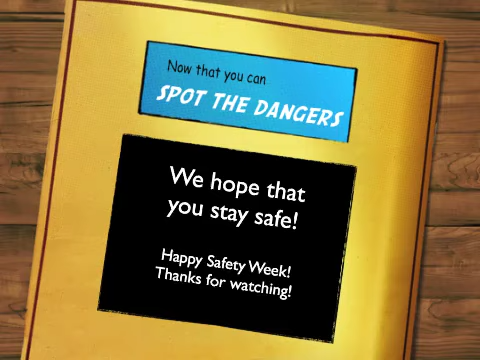 Now that you can
SPOT THE DANGERS
We hope that
you stay safe!
Happy Safety Week!
Thanks for watching!